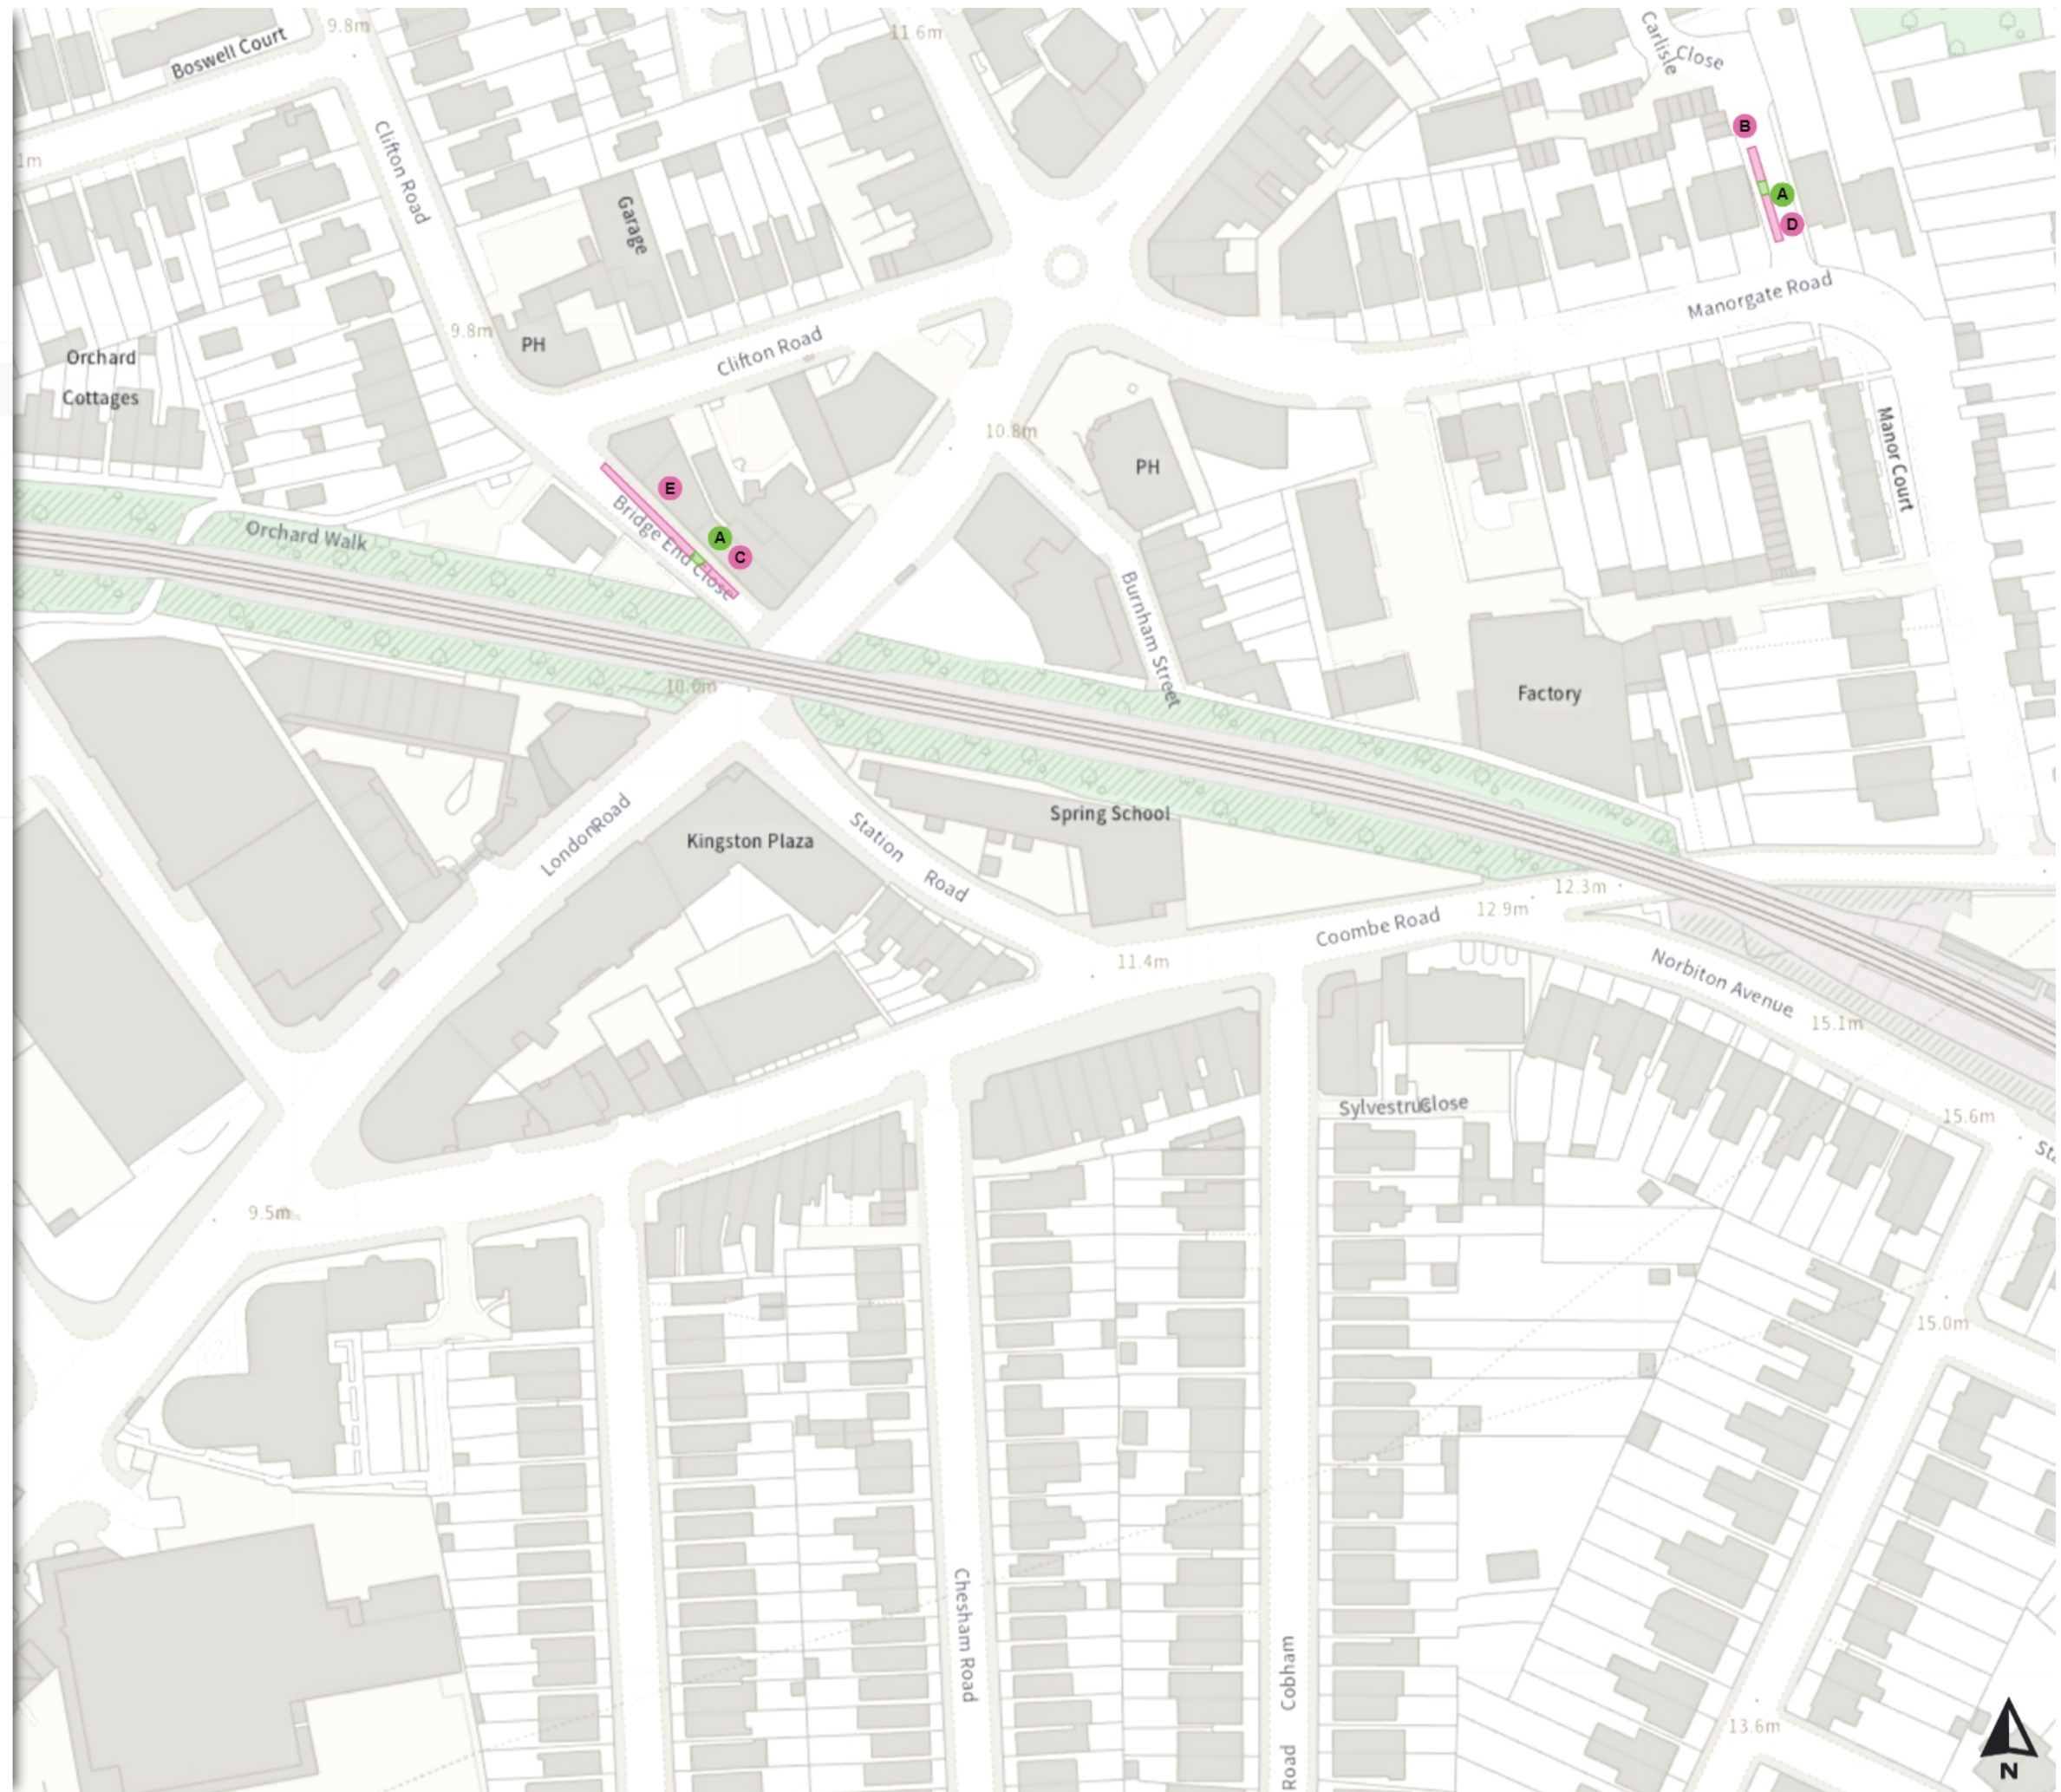 Boswell Court
9.8m
11.6m
Carlisle
Close
B
1m
Clifton Road
A
D
Garage
Manorgate Road
9.8m
PH
Clifton Road
Orchard
Cottages
10.8m
PH
Manor Court
E
Bridge End Close
A
C
Orchard Walk
Burnham Street
10.0m
Factory
London Road
Kingston Plaza
Station
Road
Spring School
12.3m
12.9m
Coombe Road
11.4m
Norbiton Avenue
15.1m
Sylvestrus Close
15.6m
Sta
9.5m
15.0m
Chesham Road
Cobham
Road
13.6m
N